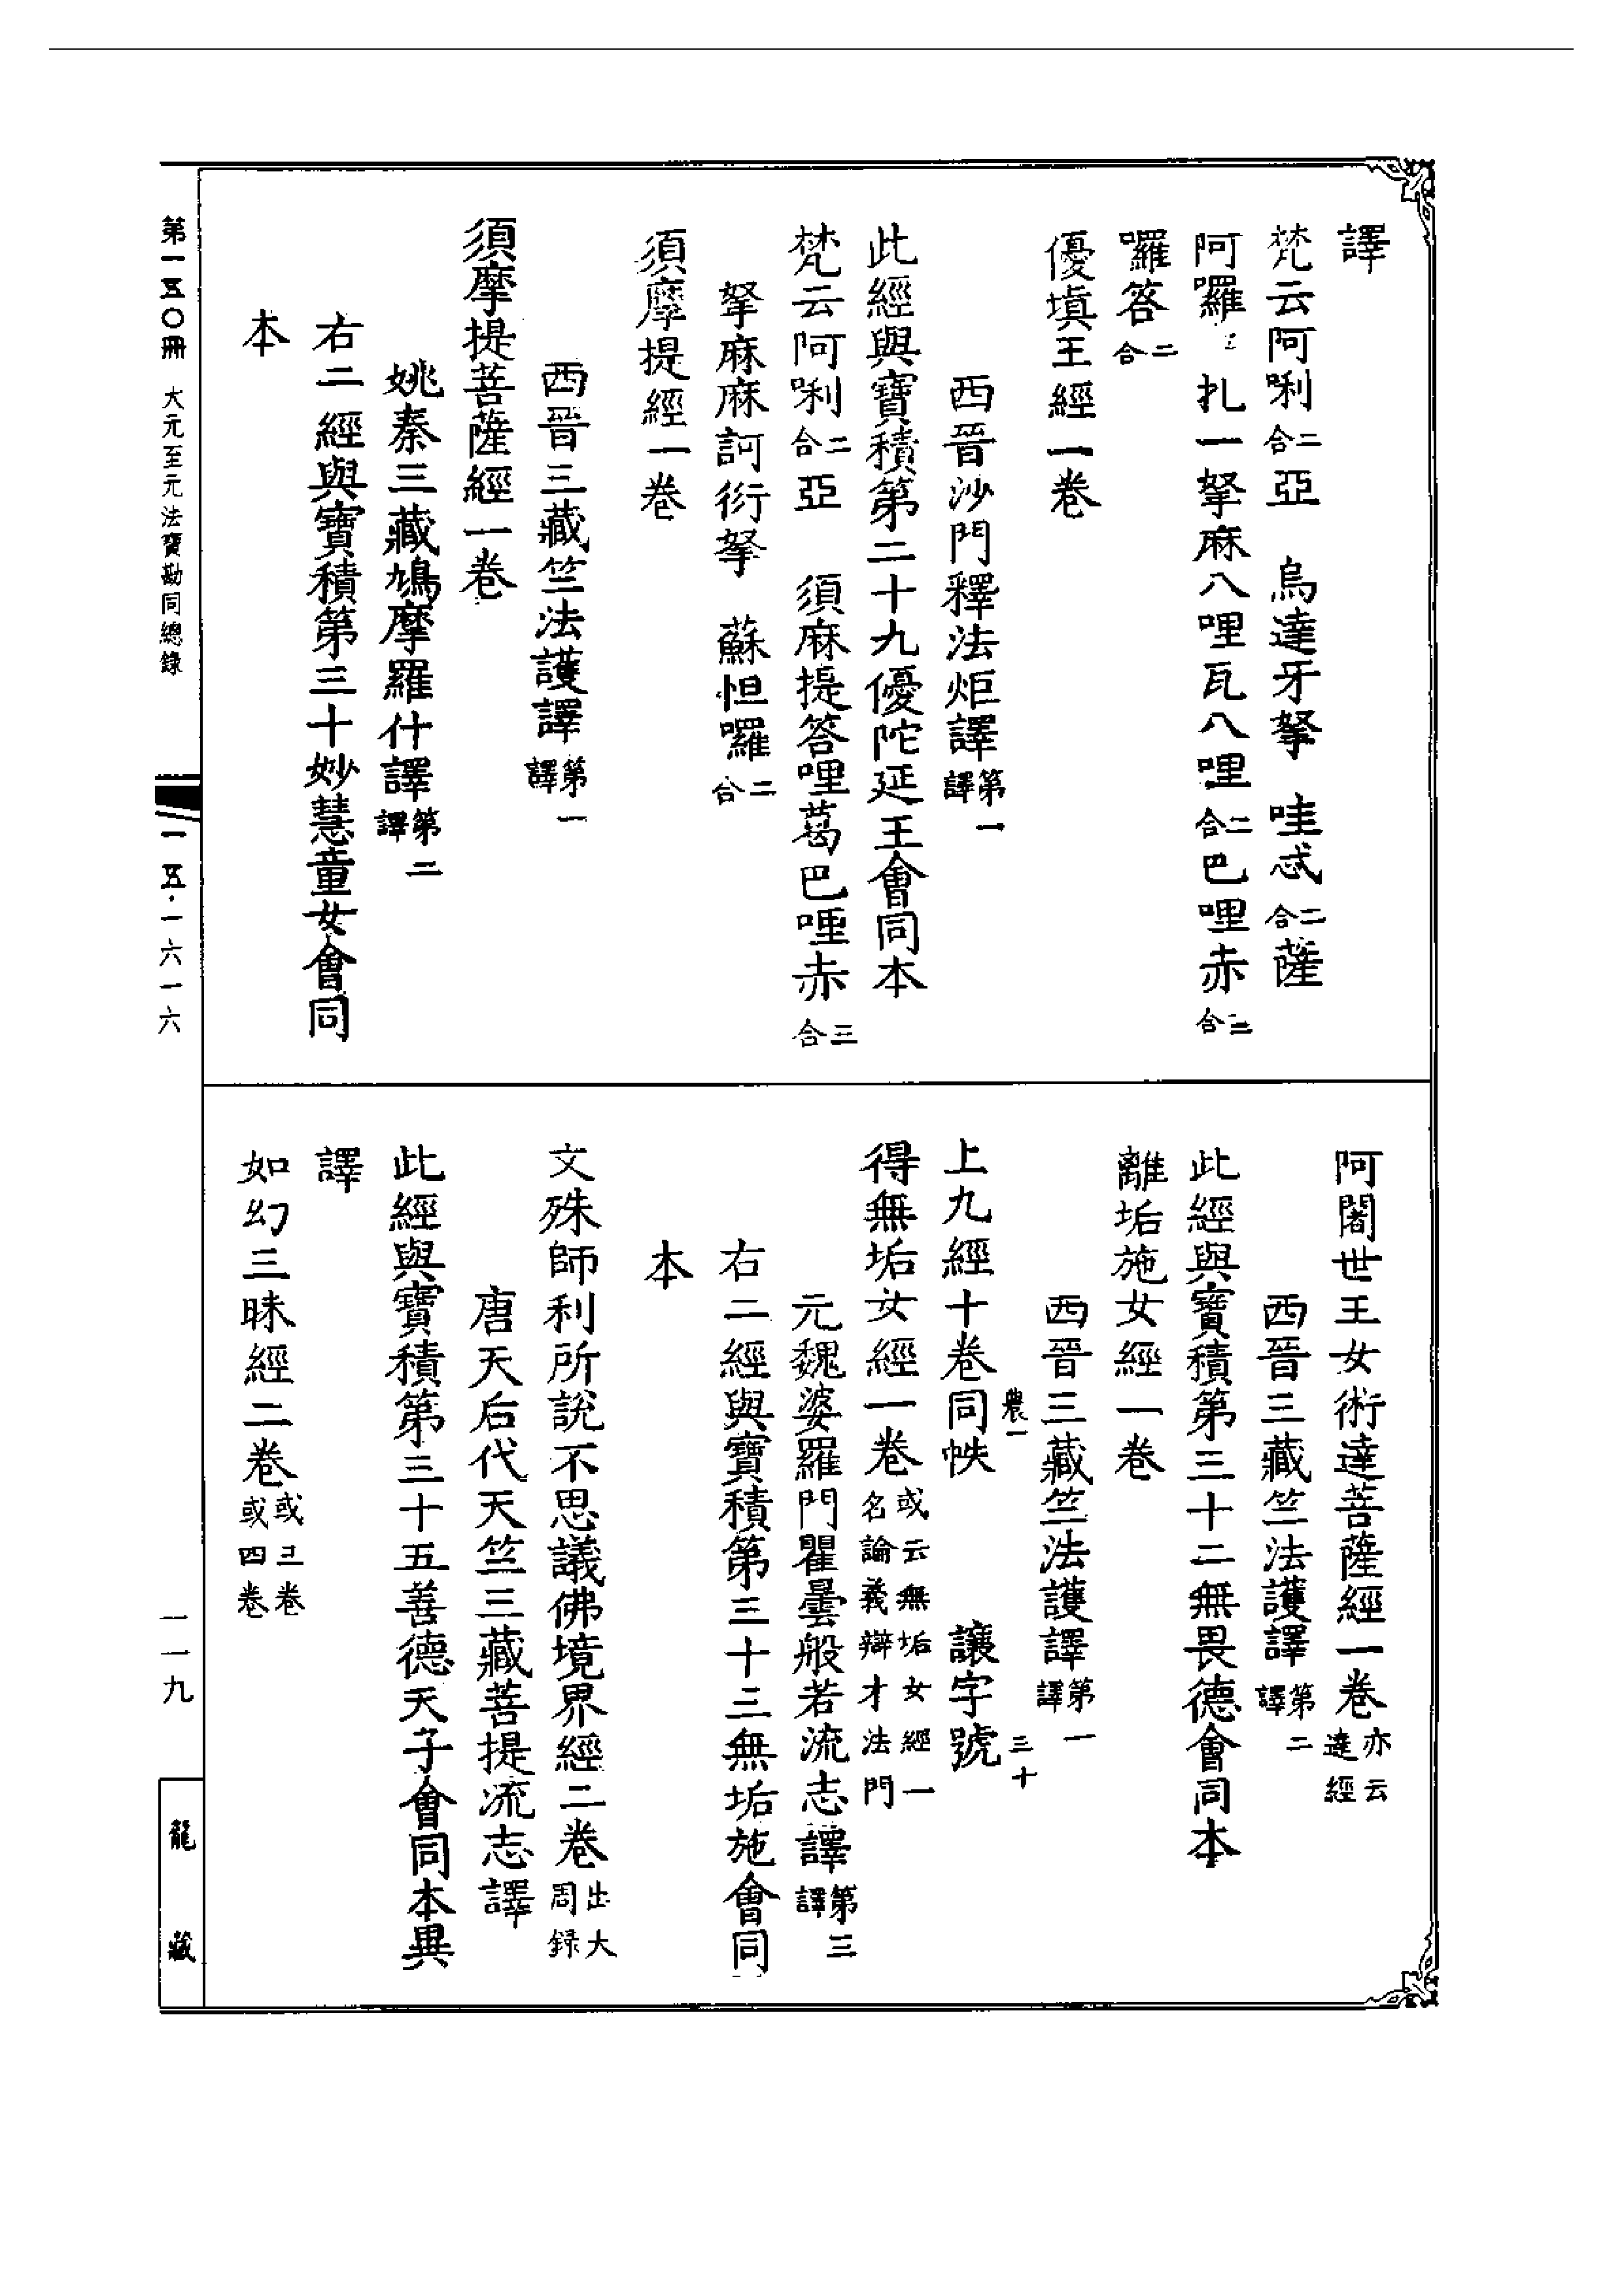 譯
梵云阿唎二合亞　烏達牙拏　哇忒二合薩
阿囉三扎一拏麻八哩瓦八哩二合巴哩赤二合
囉答二合
優填王經一卷
西晉沙門釋法炬譯第一譯
此經與寶積第二十九優陀延王會同本
梵云阿唎二合亞　須麻提答哩葛巴哑赤三合
拏麻麻訶衍拏　蘇怛囉二合
須摩提經一卷
西晉三藏竺法護譯第一譯
須摩提菩薩經一卷
姚秦三藏鳩摩羅什譯第二譯
右二經與寶積第三十妙慧童女會同
本
阿闍世王女術達菩薩經一卷亦云達經
西晉三藏竺法護譯第二譯
此經與寶積第三十二無畏德會同本
離垢施女經一卷
西晉三藏竺法護譯第一譯
上九經十卷同帙　讓字號
農一　三十
得無垢女經一卷或云無垢女經一名論義辯才法門
元魏婆羅門瞿曇般若流志譯第三譯
右二經與寶積第三十三無垢施會同
本
文殊師利所說不思議佛境界經二卷出大周錄
唐天后代天竺三藏菩提流志譯
此經與寶積第三十五善德天子會同本異
譯
如幻三昧經二卷或三卷或四卷
第一五〇冊　大元至元法寶勘同總錄
一五·一六一六
一一九
龍藏